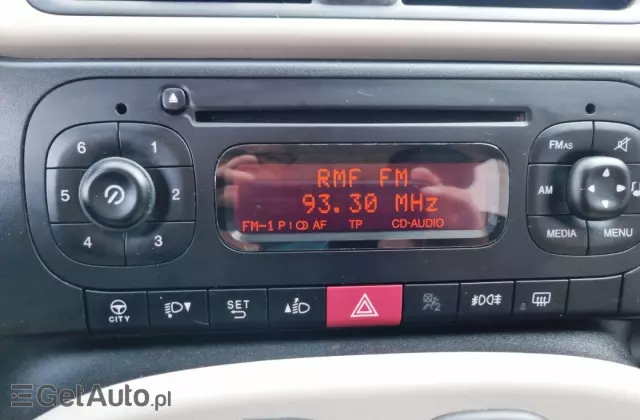 RMF FM
93.30 MHz
FM-1 P AF TP CD-AUDIO
6 1
5 2
4 3
FMAS
AM
MEDIA MENU
CITY
SET
2
GetAuto.pl